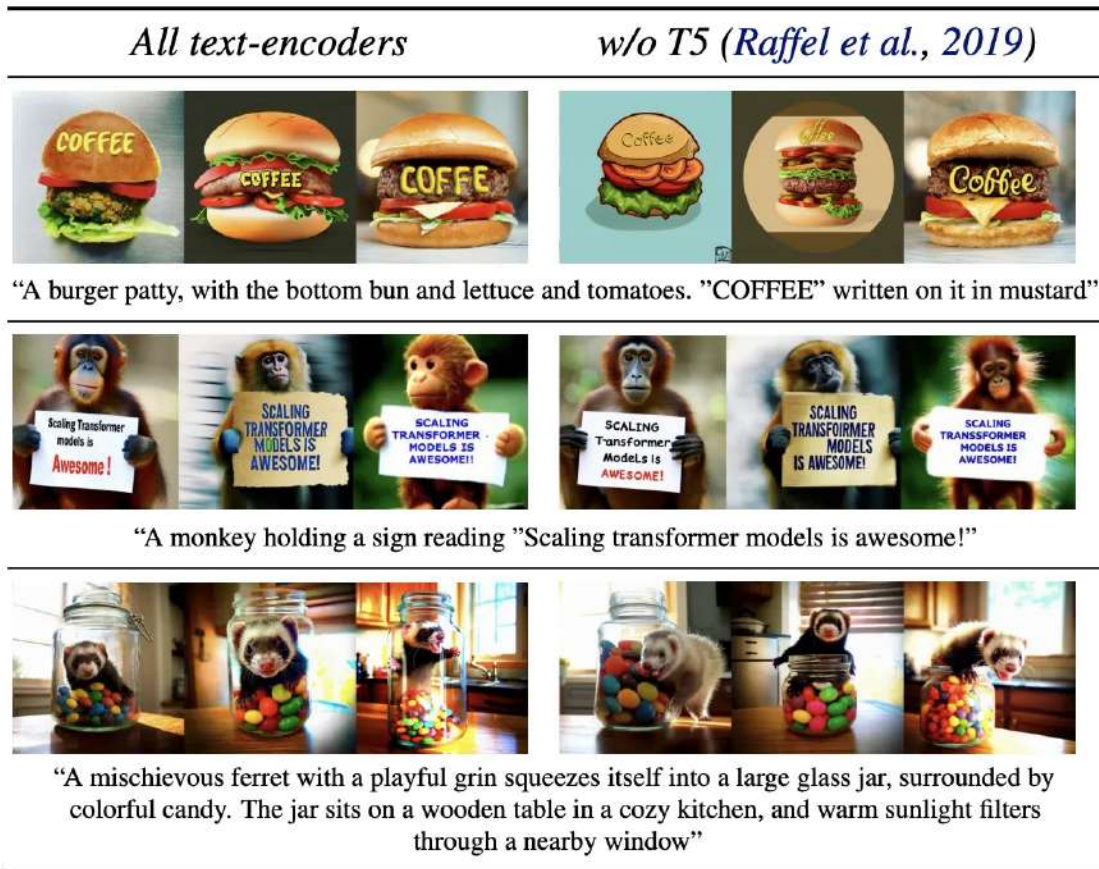 All text-encoders
w/o T5 (Raffel et al., 2019)
COFFEE
COFFEE
COFFE
Coffee
Coffee
Cobbee
“A burger patty, with the bottom bun and lettuce and tomatoes. ”COFFEE” written on it in mustard”
Scaling Transformer
models is
Awesome !
SCALING
TRANSFORMER
MODELS IS
AWESOME!
SCALING
TRANSFORMER
MODELS IS
AWESOME!!
SCALING
Transformer
Models is
AWESOME!
SCALING
TRANSFOIRMER
MODELS
IS AWESOME!
SCALING
TRANSSFORMER
MODELS IS
AWESOME!
“A monkey holding a sign reading ”Scaling transformer models is awesome!”
“A mischievous ferret with a playful grin squeezes itself into a large glass jar, surrounded by
colorful candy. The jar sits on a wooden table in a cozy kitchen, and warm sunlight filters
through a nearby window”